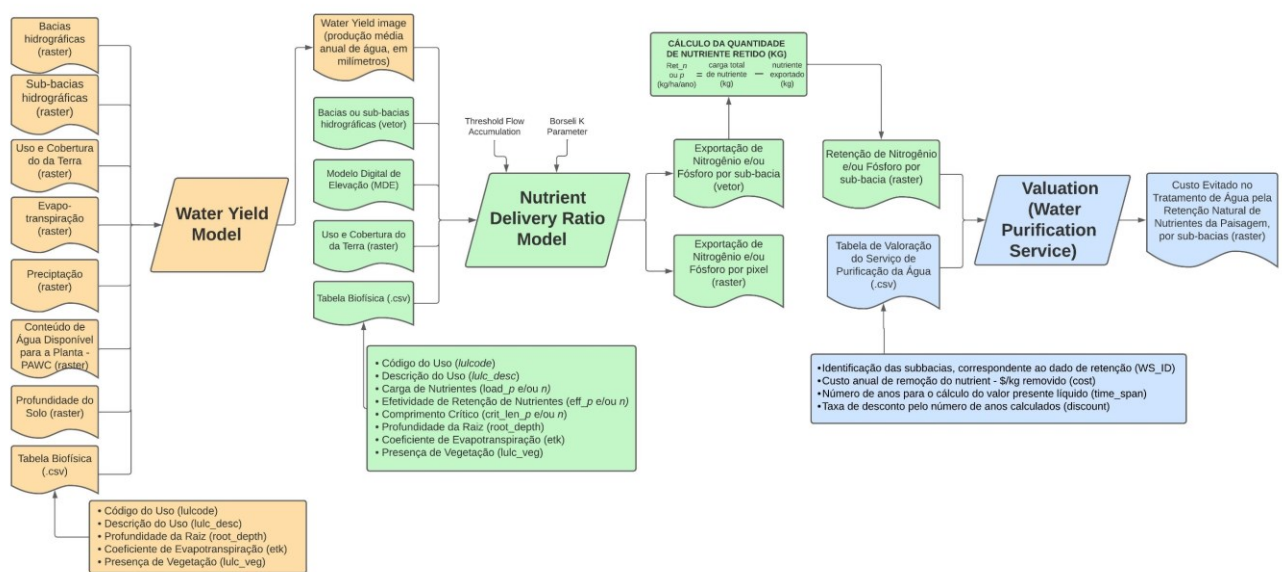 Bacias
hidrográficas
(raster)
Sub-bacias
hidrográficas
(raster)
Uso e Cobertura
do da Terra
(raster)
Evapo-
transpiração
(raster)
Preciptação
(raster)
Conteúdo de
Água Disponível
para a Planta -
PAWC (raster)
Profundidade do
Solo (raster)
Tabela Biofísica
(.csv)
• Código do Uso (lulcode)
• Descrição do Uso (lulc_desc)
• Profundidade da Raiz (root_depth)
• Coeficiente de Evapotranspiração (etk)
• Presença de Vegetação (lulc_veg)
Water Yield
Model
Water Yield image
(produção média
anual de água, em
milímetros)
Bacias ou sub-bacias
hidrográficas (vetor)
Modelo Digital de
Elevação (MDE)
Uso e Cobertura do
da Terra (raster)
Tabela Biofísica (.csv)
• Código do Uso (lulcode)
• Descrição do Uso (lulc_desc)
• Carga de Nutrientes (load_p e/ou n)
• Efetividade de Retenção de Nutrientes (eff_p e/ou n)
• Comprimento Crítico (crit_len_p e/ou n)
• Profundidade da Raiz (root_depth)
• Coeficiente de Evapotranspiração (etk)
• Presença de Vegetação (lulc_veg)
Threshold Flow
Accumulation
Borseli K
Parameter
Nutrient
Delivery Ratio
Model
CÁLCULO DA QUANTIDADE
DE NUTRIENTE RETIDO (KG)
Ret_n
ou p
(kg/ha/ano)
=
carga total
de nutriente
(kg)
−
nutriente
exportado
(kg)
Exportação de
Nitrogênio e/ou
Fósforo por sub-bacia
(vetor)
Exportação de
Nitrogênio e/ou
Fósforo por pixel
(raster)
Retenção de Nitrogênio
e/ou Fósforo por
sub-bacia (raster)
Tabela de Valoração
do Serviço de
Purificação da Água
(.csv)
• Identificação das subbacias, correspondente ao dado de retenção (WS_ID)
• Custo anual de remoção do nutrient - $/kg removido (cost)
• Número de anos para o cálculo do valor presente líquido (time_span)
• Taxa de desconto pelo número de anos calculados (discount)
Valuation
(Water
Purification
Service)
Custo Evitado no
Tratamento de Água pela
Retenção Natural de
Nutrientes da Paisagem,
por sub-bacias (raster)